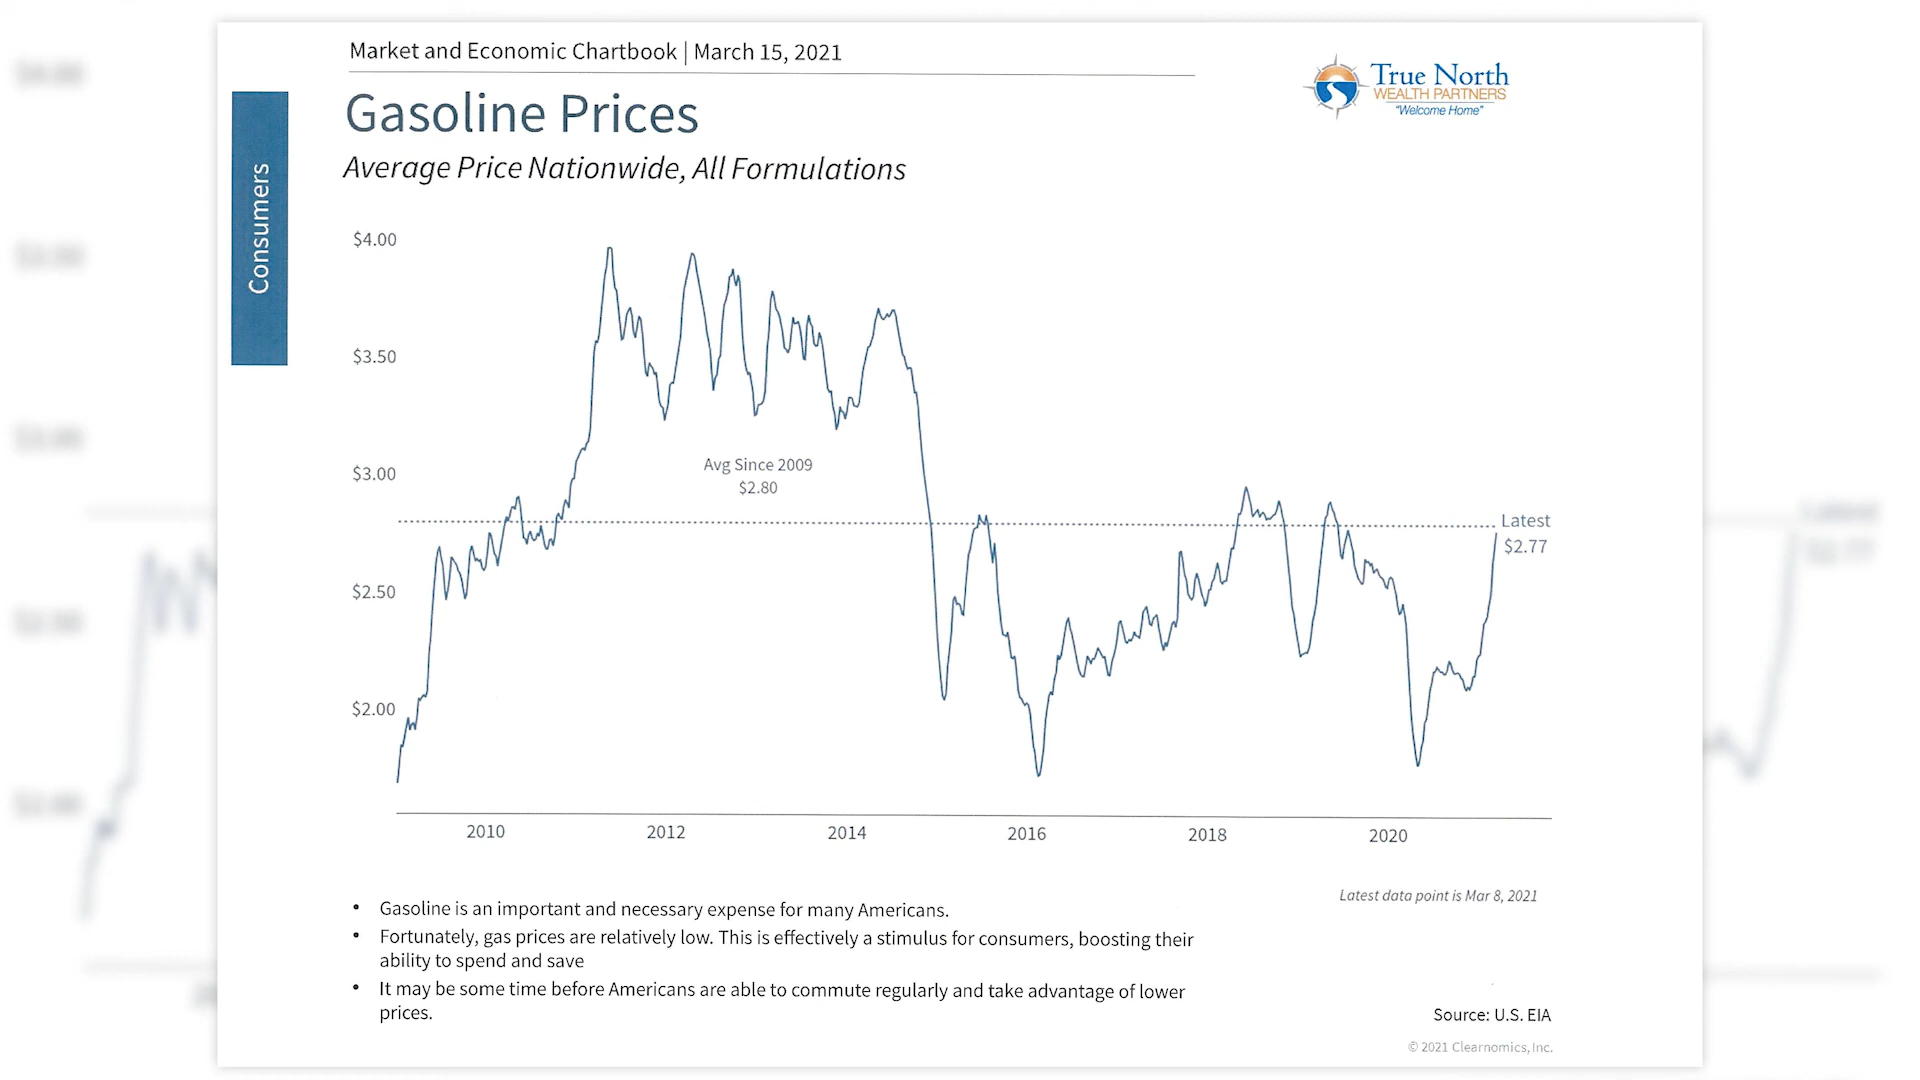 Market and Economic Chartbook | March 15, 2021
True North
WEALTH PARTNERS
"Welcome Home"
Gasoline Prices
Average Price Nationwide, All Formulations
Consumers
$4.00
$3.50
$3.00
$2.50
$2.00
Avg Since 2009
$2.80
Latest
$2.77
2010
2012
2014
2016
2018
2020
Latest data point is Mar 8, 2021
• Gasoline is an important and necessary expense for many Americans.
• Fortunately, gas prices are relatively low. This is effectively a stimulus for consumers, boosting their
ability to spend and save
• It may be some time before Americans are able to commute regularly and take advantage of lower
prices.
Source: U.S. EIA
© 2021 Clearnomics, Inc.